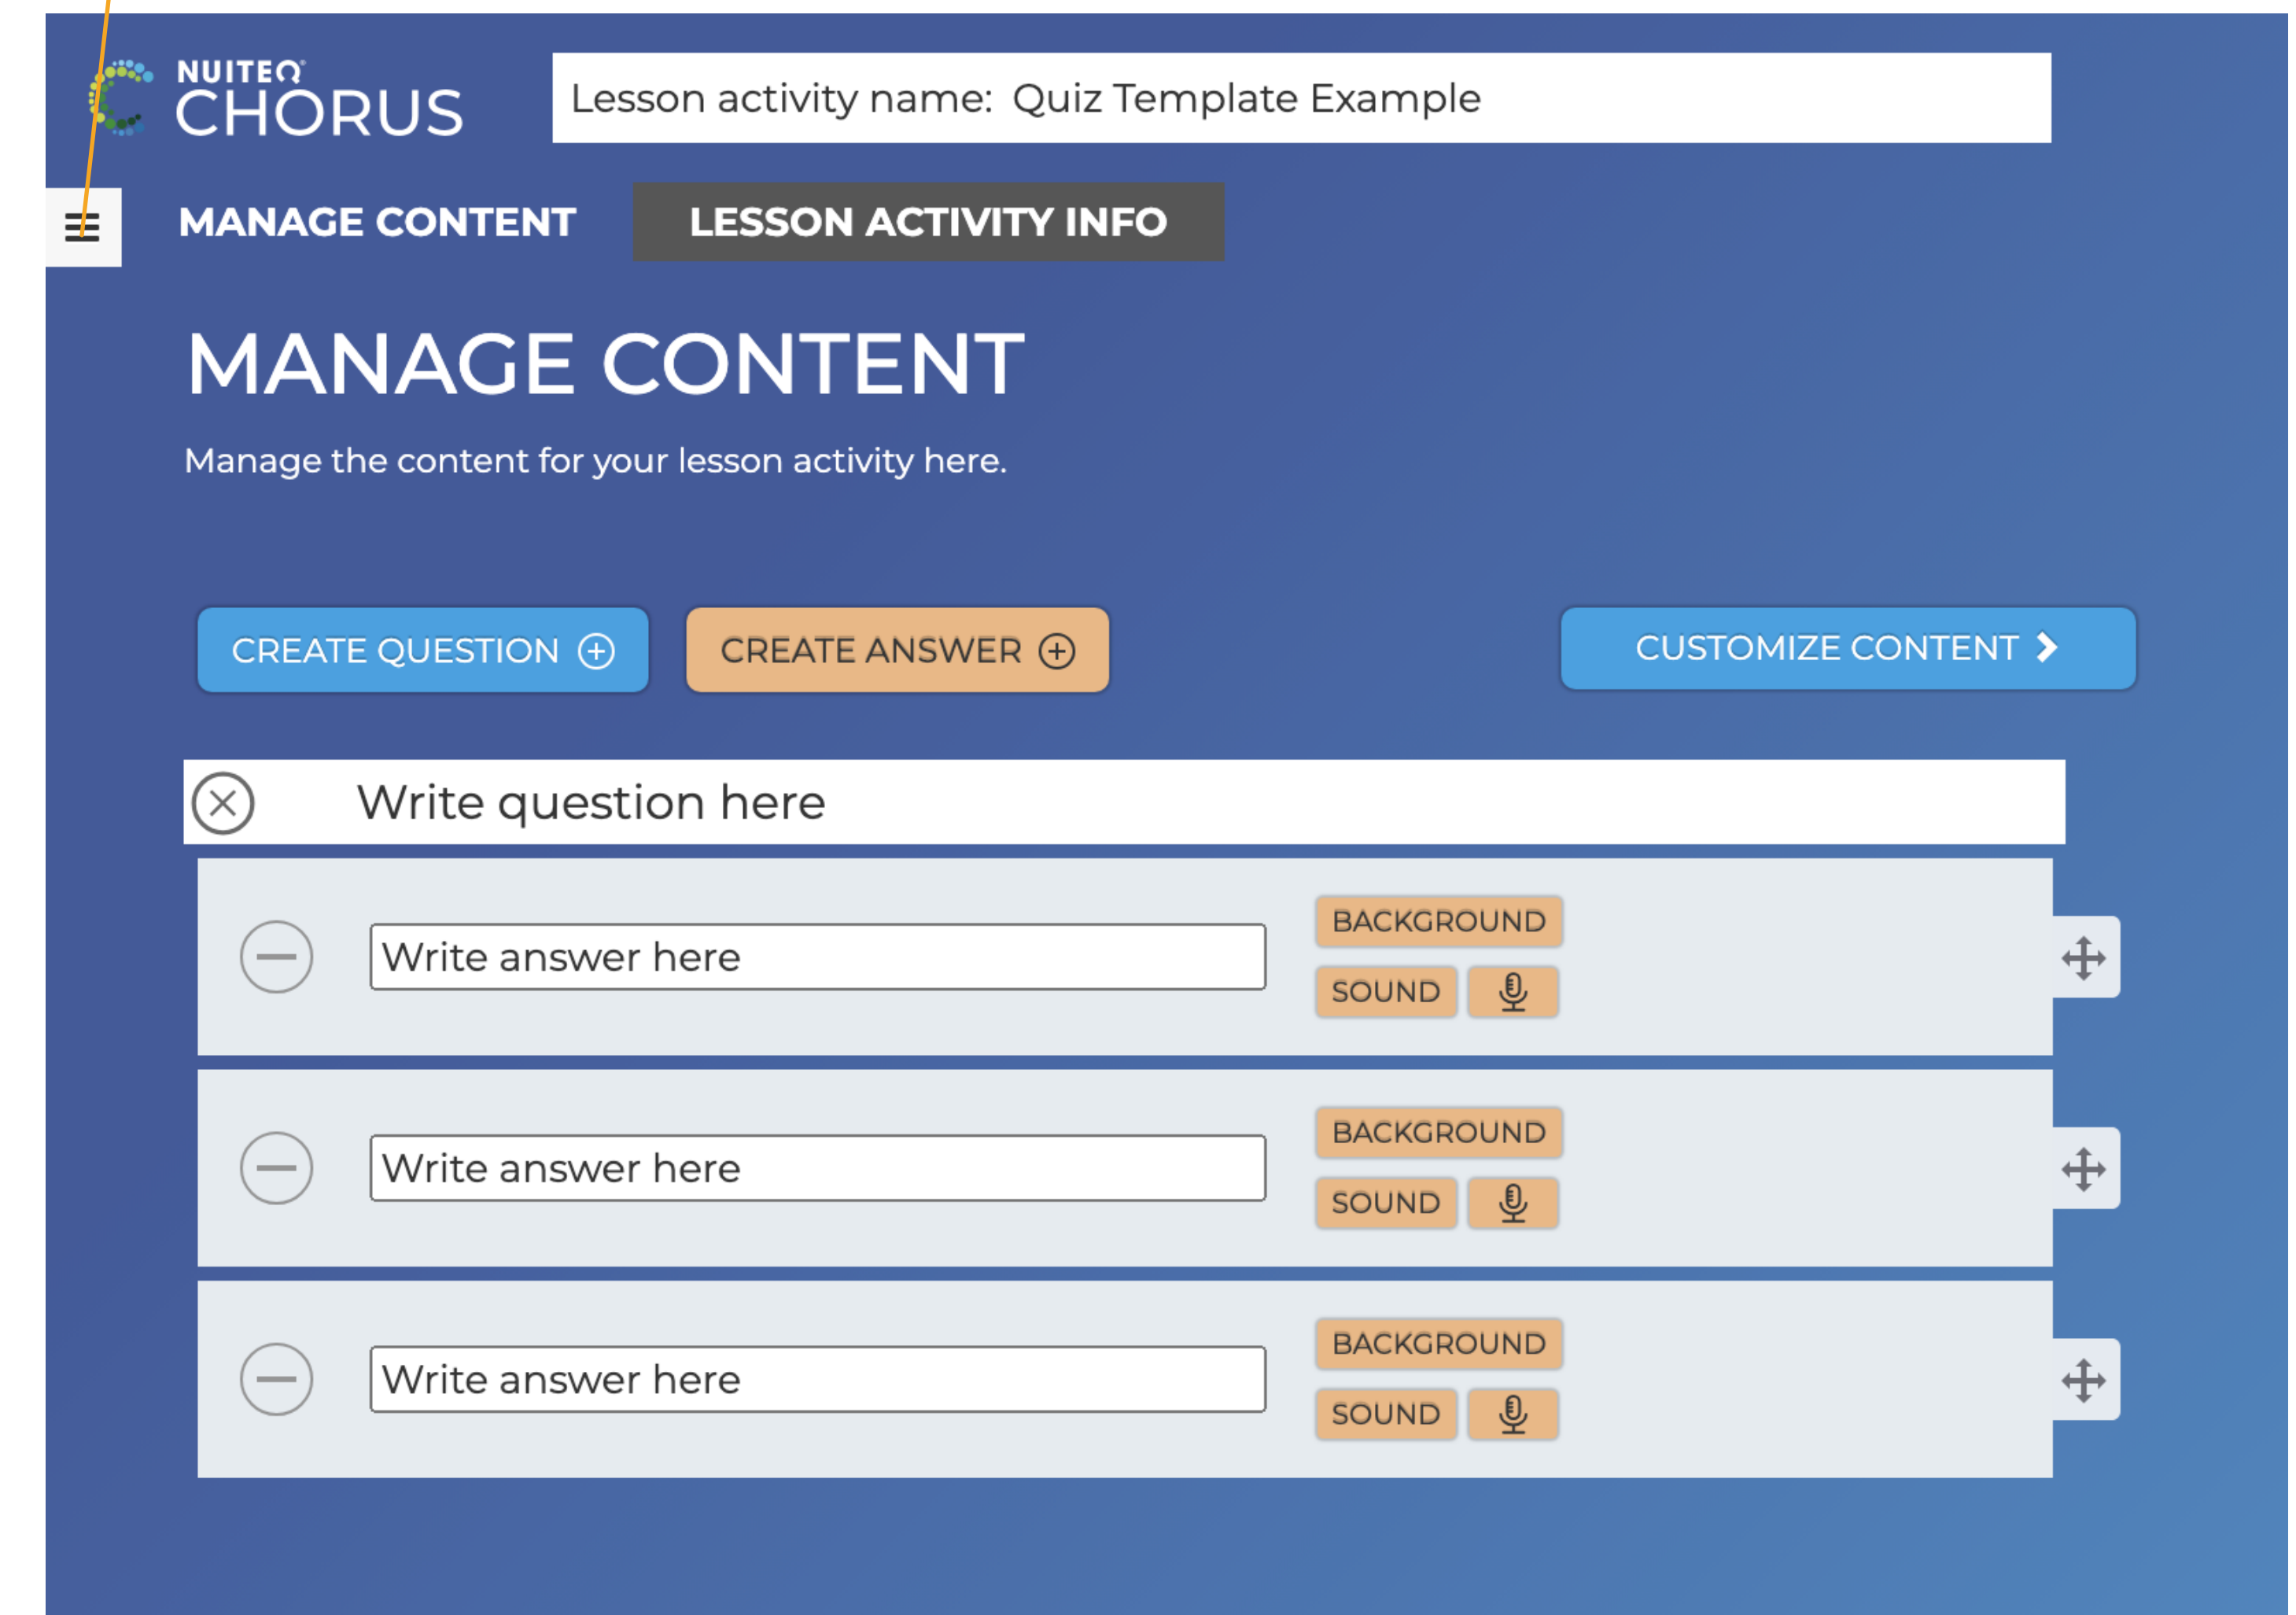 NUITEQ®
CHORUS
Lesson activity name: Quiz Template Example
MANAGE CONTENT
LESSON ACTIVITY INFO
MANAGE CONTENT
Manage the content for your lesson activity here.
CREATE QUESTION
CREATE ANSWER
CUSTOMIZE CONTENT
Write question here
Write answer here
BACKGROUND
SOUND
Write answer here
BACKGROUND
SOUND
Write answer here
BACKGROUND
SOUND